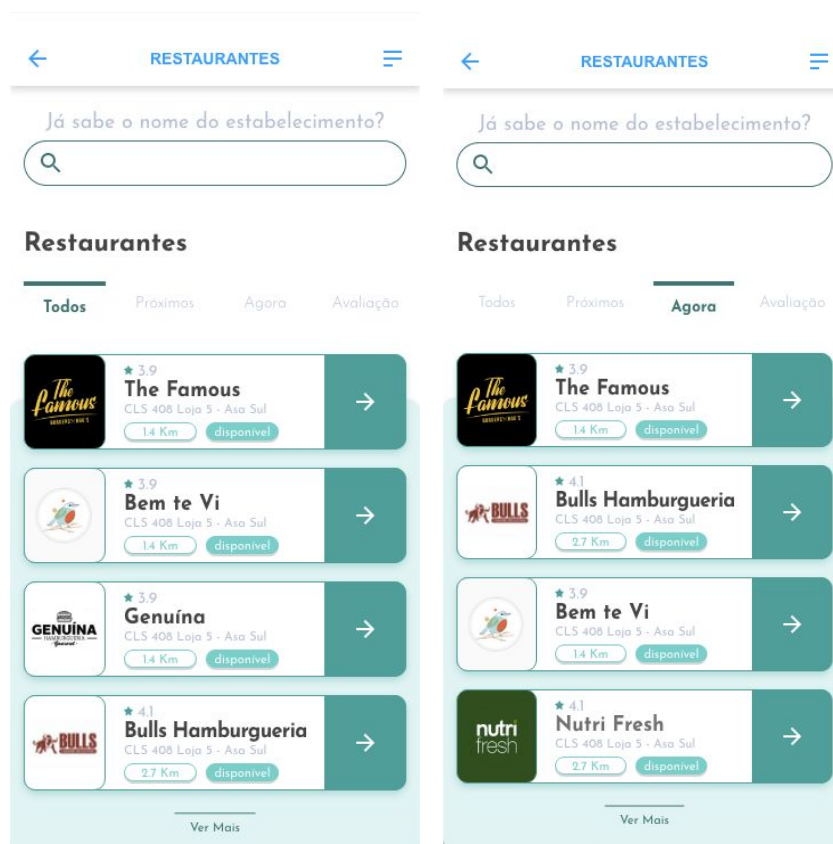 RESTAURANTES
Já sabe o nome do estabelecimento?
Restaurantes
Todos Próximos Agora Avaliação
The Famous
3.9
The Famous
CLS 408 Loja 5 - Asa Sul
1.4 Km disponível
3.9
Bem te Vi
CLS 408 Loja 5 - Asa Sul
1.4 Km disponível
GENUÍNA
HAMBURGUERIA
3.9
Genuína
CLS 408 Loja 5 - Asa Sul
1.4 Km disponível
BULLS
4.1
Bulls Hamburgueria
CLS 408 Loja 5 - Asa Sul
2.7 Km disponível
Ver Mais
RESTAURANTES
Já sabe o nome do estabelecimento?
Restaurantes
Todos Próximos Agora Avaliação
The Famous
3.9
The Famous
CLS 408 Loja 5 - Asa Sul
1.4 Km disponível
BULLS
4.1
Bulls Hamburgueria
CLS 408 Loja 5 - Asa Sul
2.7 Km disponível
3.9
Bem te Vi
CLS 408 Loja 5 - Asa Sul
1.4 Km disponível
nutri
fresh
4.1
Nutri Fresh
CLS 408 Loja 5 - Asa Sul
2.7 Km disponível
Ver Mais